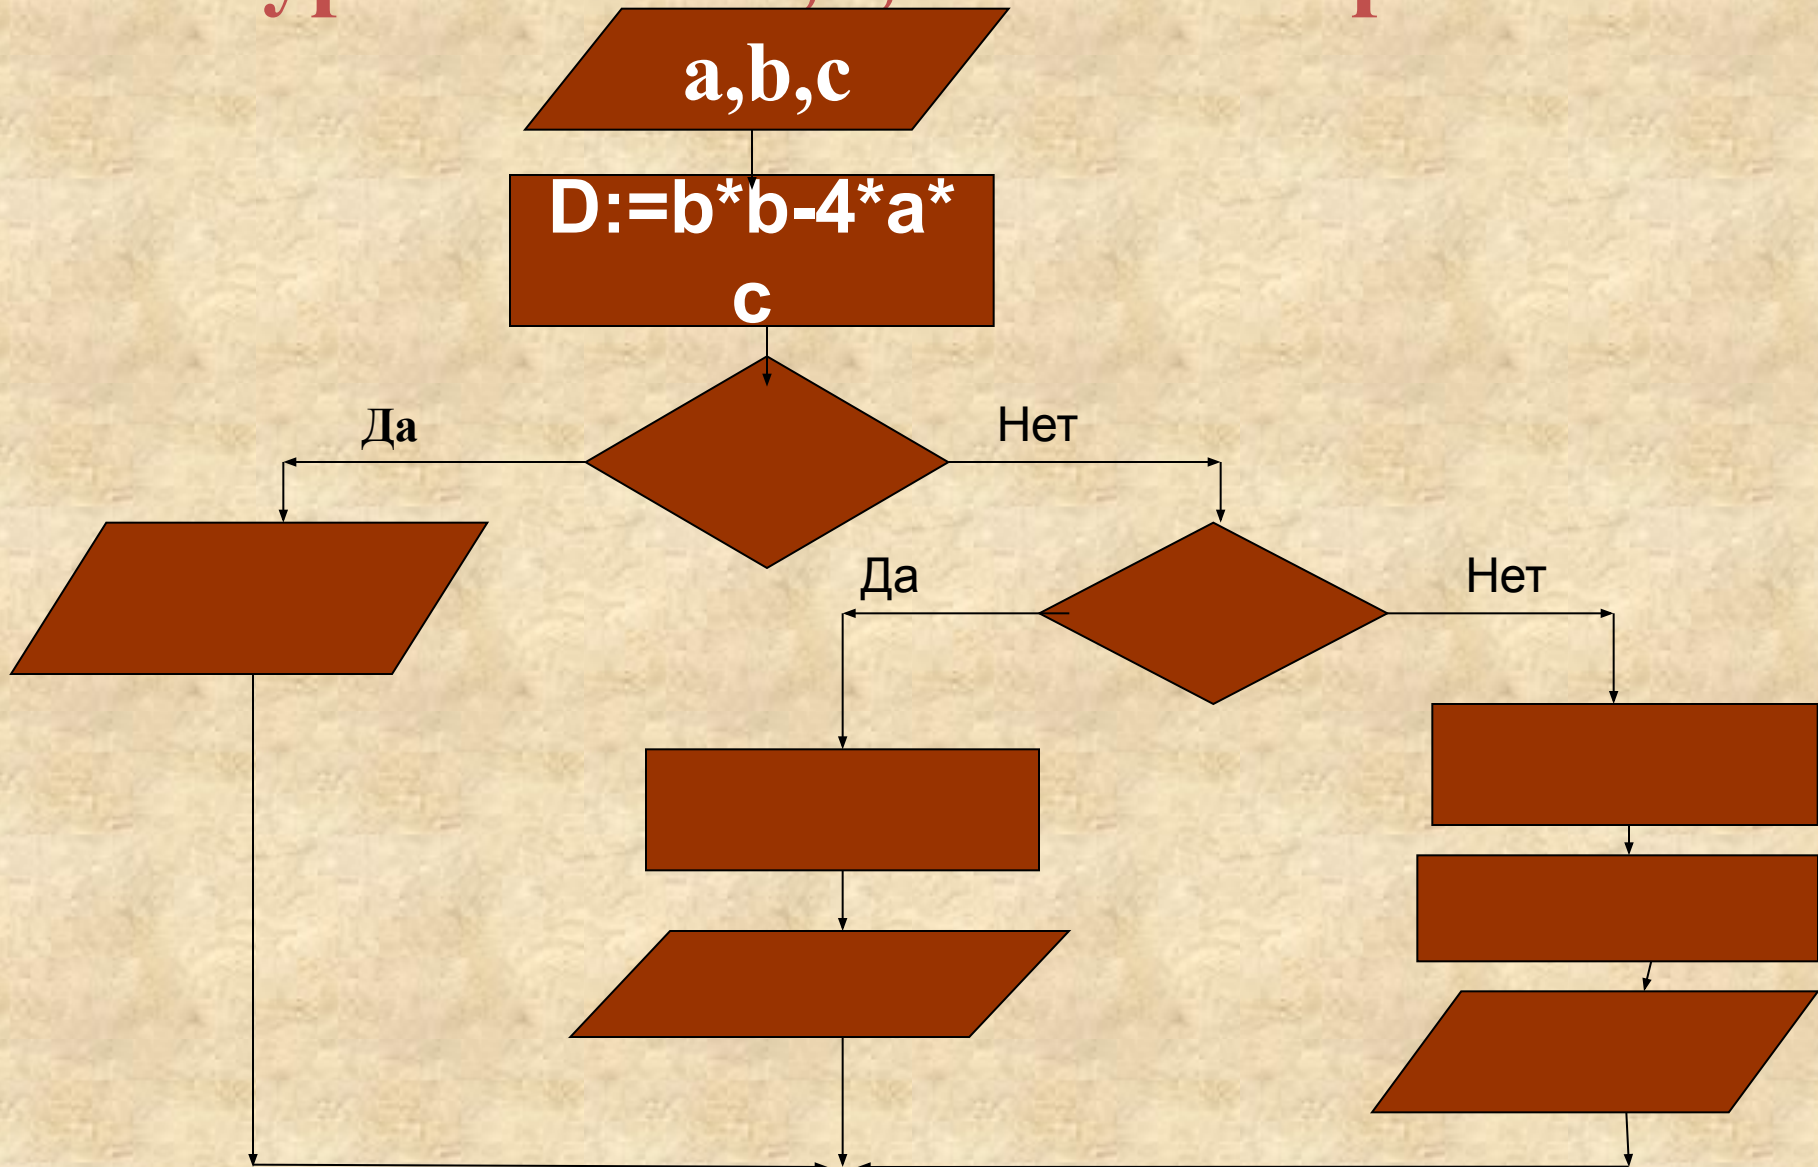 a,b,c
D:=b*b-4*a*
c
Да
Нет
Да
Нет